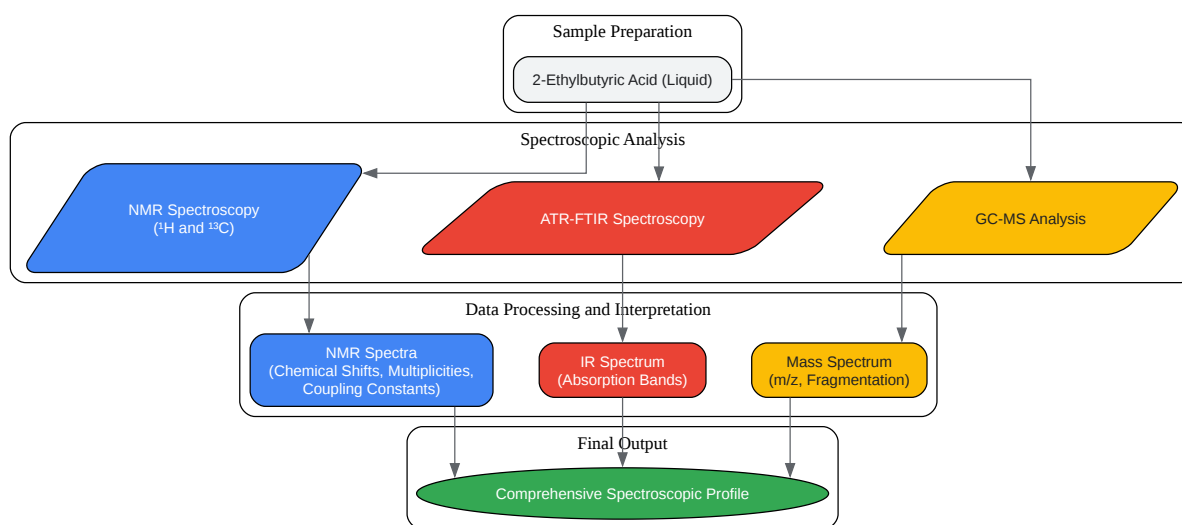 Sample Preparation
2-Ethylbutyric Acid (Liquid)
Spectroscopic Analysis
NMR Spectroscopy
(¹H and ¹³C)
ATR-FTIR Spectroscopy
GC-MS Analysis
Data Processing and Interpretation
NMR Spectra
(Chemical Shifts, Multiplicities,
Coupling Constants)
IR Spectrum
(Absorption Bands)
Mass Spectrum
(m/z, Fragmentation)
Final Output
Comprehensive Spectroscopic Profile